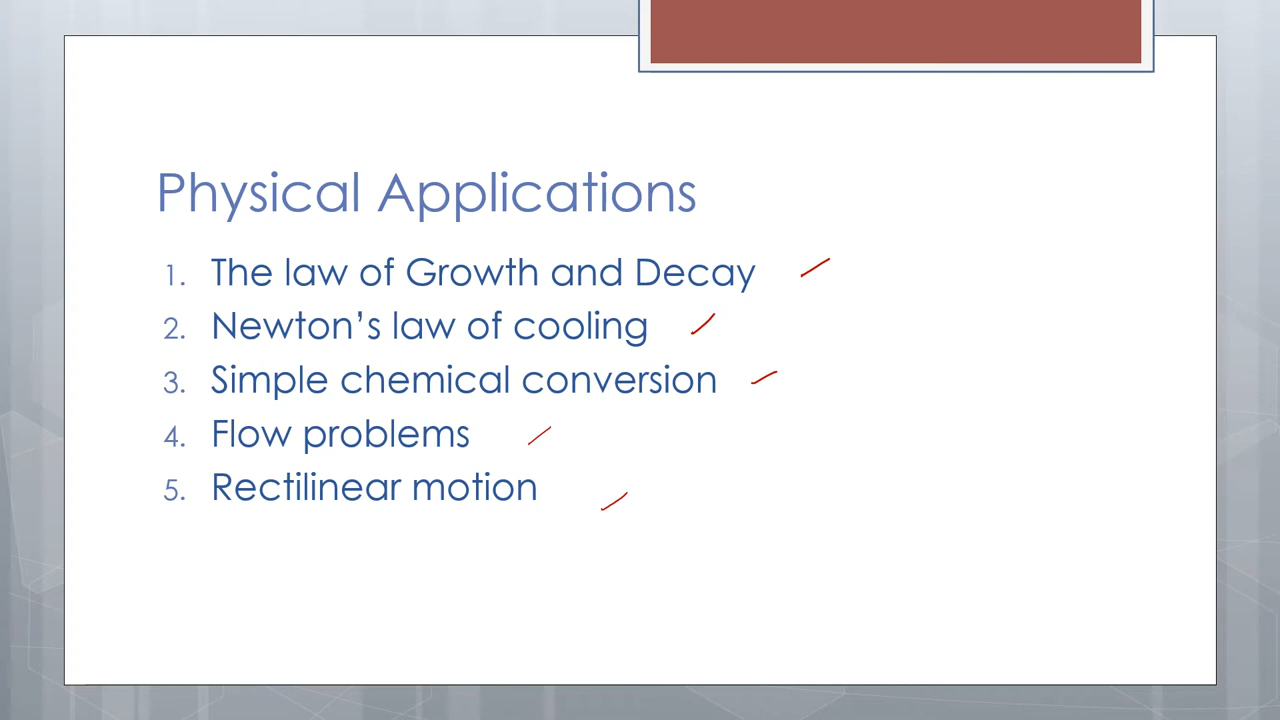 Physical Applications
1. The law of Growth and Decay
2. Newton’s law of cooling
3. Simple chemical conversion
4. Flow problems
5. Rectilinear motion